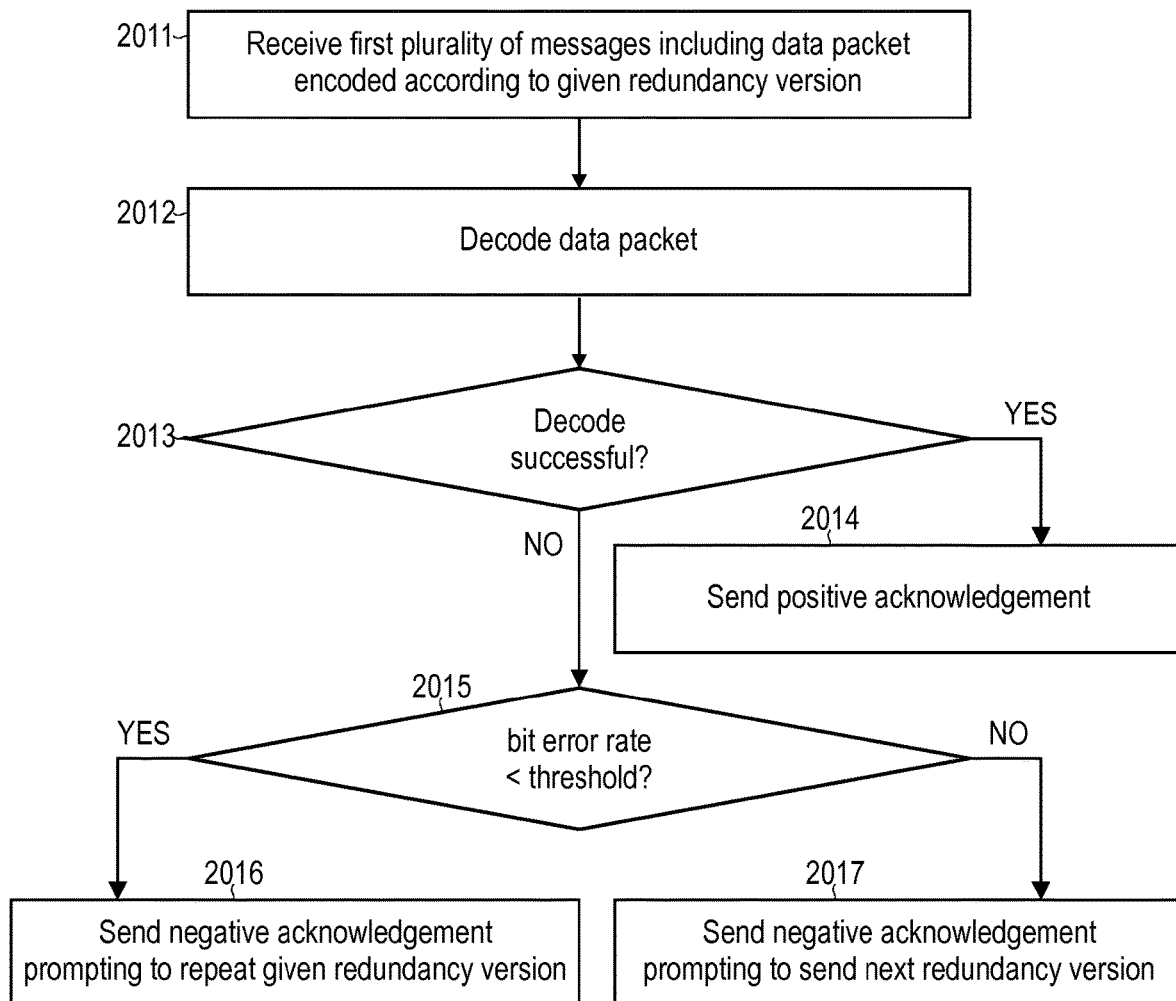 2011
Receive first plurality of messages including data packet
encoded according to given redundancy version
2012
Decode data packet
2013
Decode
successful?
YES
NO
2014
Send positive acknowledgement
2015
bit error rate
< threshold?
YES
NO
2016
Send negative acknowledgement
prompting to repeat given redundancy version
2017
Send negative acknowledgement
prompting to send next redundancy version